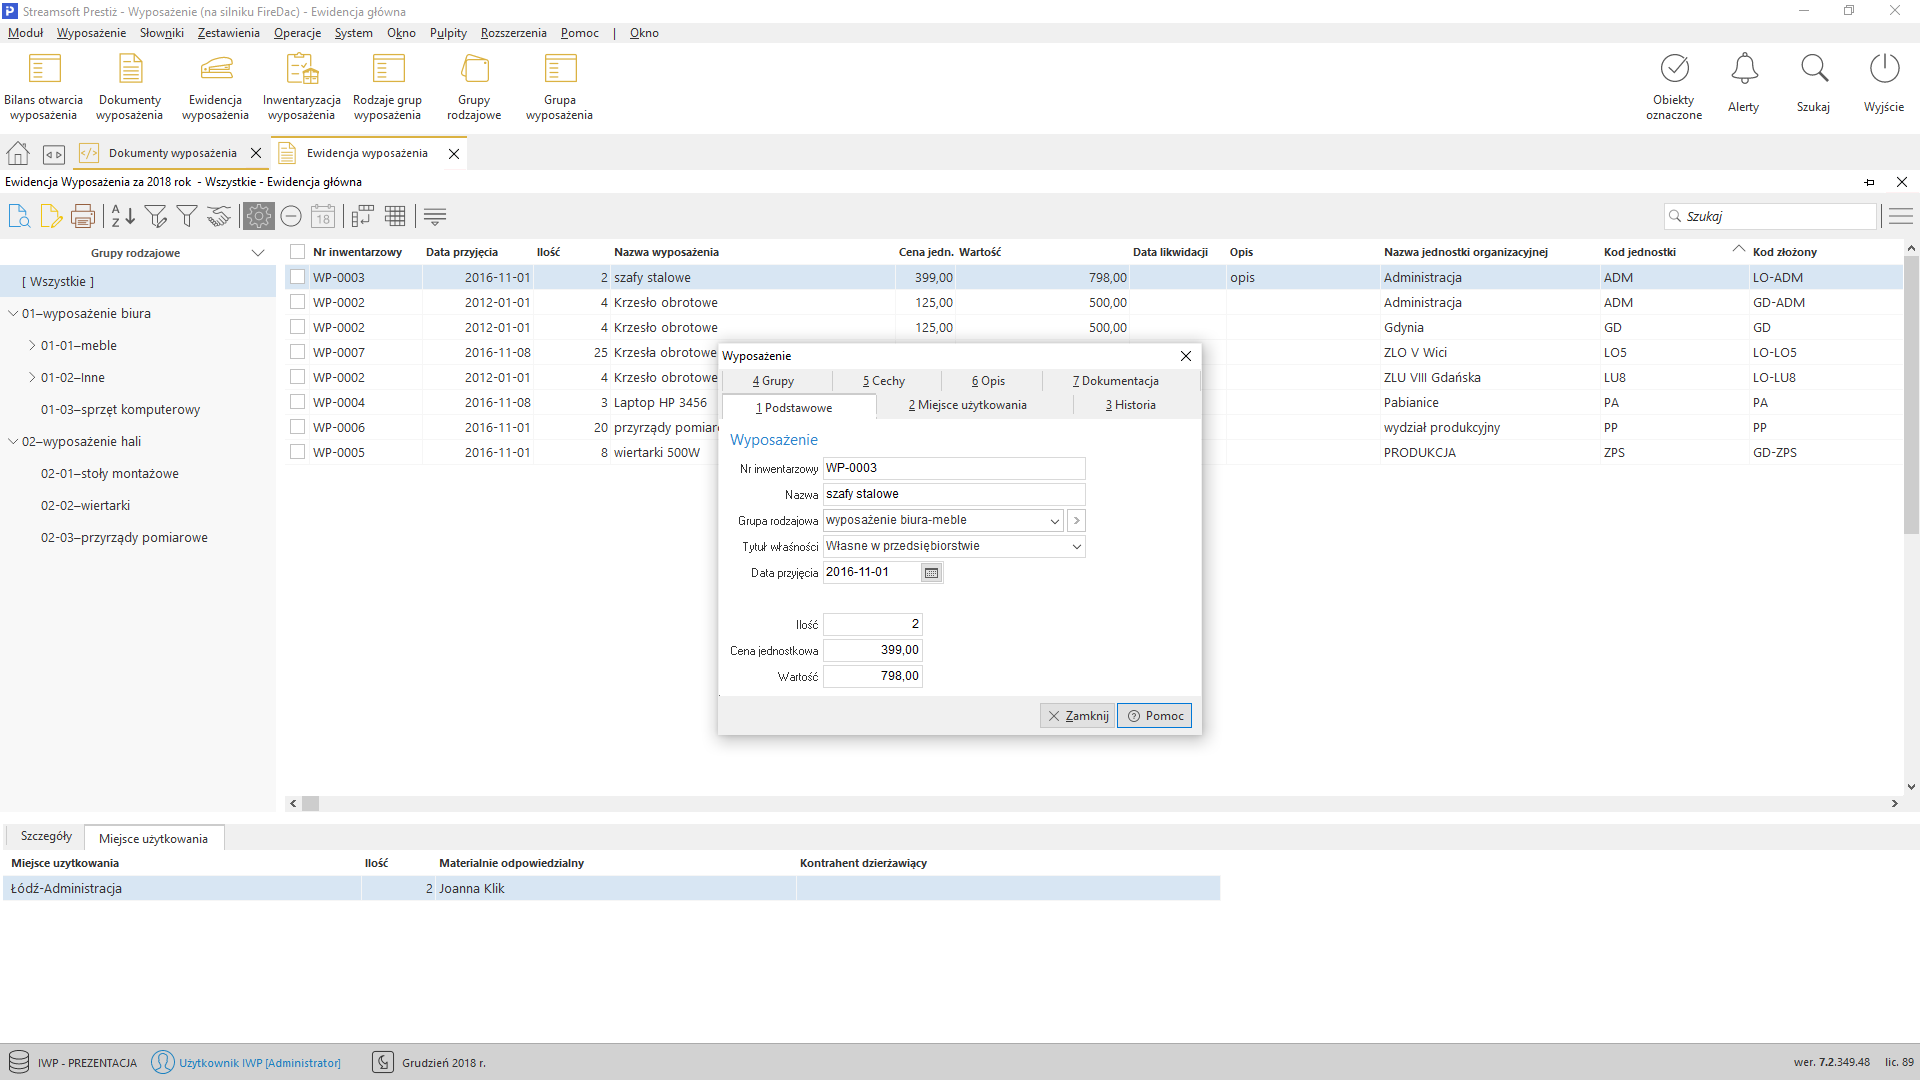 Streamsoft Prestiż - Wyposażenie (na silniku FireDac) - Ewidencja główna
Moduł Wyposażenie Słowniki Zestawienia Operacje System Okno Pulpity Rozszerzenia Pomoc | Okno
Bilans otwarcia wyposażenia
Dokumenty wyposażenia
Ewidencja wyposażenia
Inwentaryzacja wyposażenia
Rodzaje grup wyposażenia
Grupy rodzajowe
Grupa wyposażenia
Obiekty oznaczone
Alerty
Szukaj
Wyjście
Dokumenty wyposażenia
Ewidencja wyposażenia
Ewidencja Wyposażenia za 2018 rok - Wszystkie - Ewidencja główna
A Z
18
Szukaj
Grupy rodzajowe
[ Wszystkie ]
01–wyposażenie biura
01-01–meble
01-02–Inne
01-03–sprzęt komputerowy
02–wyposażenie hali
02-01–stoły montażowe
02-02–wiertarki
02-03–przyrządy pomiarowe
Nr inwentarzowy Data przyjęcia Ilość Nazwa wyposażenia Cena jedn. Wartość Data likwidacji Opis Nazwa jednostki organizacyjnej Kod jednostki Kod złożony
WP-0003 2016-11-01 2 szafy stalowe 399,00 798,00 opis Administracja ADM LO-ADM
WP-0002 2012-01-01 4 Krzesło obrotowe 125,00 500,00 Administracja ADM GD-ADM
WP-0002 2012-01-01 4 Krzesło obrotowe 125,00 500,00 Gdynia GD GD
WP-0007 2016-11-08 25 Krzesła obrotowe ZLO V Wici LO5 LO-LO5
WP-0002 2012-01-01 4 Krzesło obrotowe ZLU VIII Gdańska LU8 LO-LU8
WP-0004 2016-11-08 3 Laptop HP 3456 Pabianice PA PA
WP-0006 2016-11-01 20 przyrządy pomiaro wydział produkcyjny PP PP
WP-0005 2016-11-01 8 wiertarki 500W PRODUKCJA ZPS GD-ZPS
Wyposażenie
4 Grupy 5 Cechy 6 Opis 7 Dokumentacja
1 Podstawowe 2 Miejsce użytkowania 3 Historia
Wyposażenie
Nr inwentarzowy WP-0003
Nazwa szafy stalowe
Grupa rodzajowa wyposażenie biura-meble
Tytuł własności Własne w przedsiębiorstwie
Data przyjęcia 2016-11-01
Ilość 2
Cena jednostkowa 399,00
Wartość 798,00
Zamknij Pomoc
Szczegóły Miejsce użytkowania
Miejsce uzytkowania Ilość Materialnie odpowiedzialny Kontrahent dzierżawiący
Łódź-Administracja 2 Joanna Klik
IWP - PREZENTACJA Użytkownik IWP [Administrator] Grudzień 2018 r. wer. 7.2.349.48 lic. 89